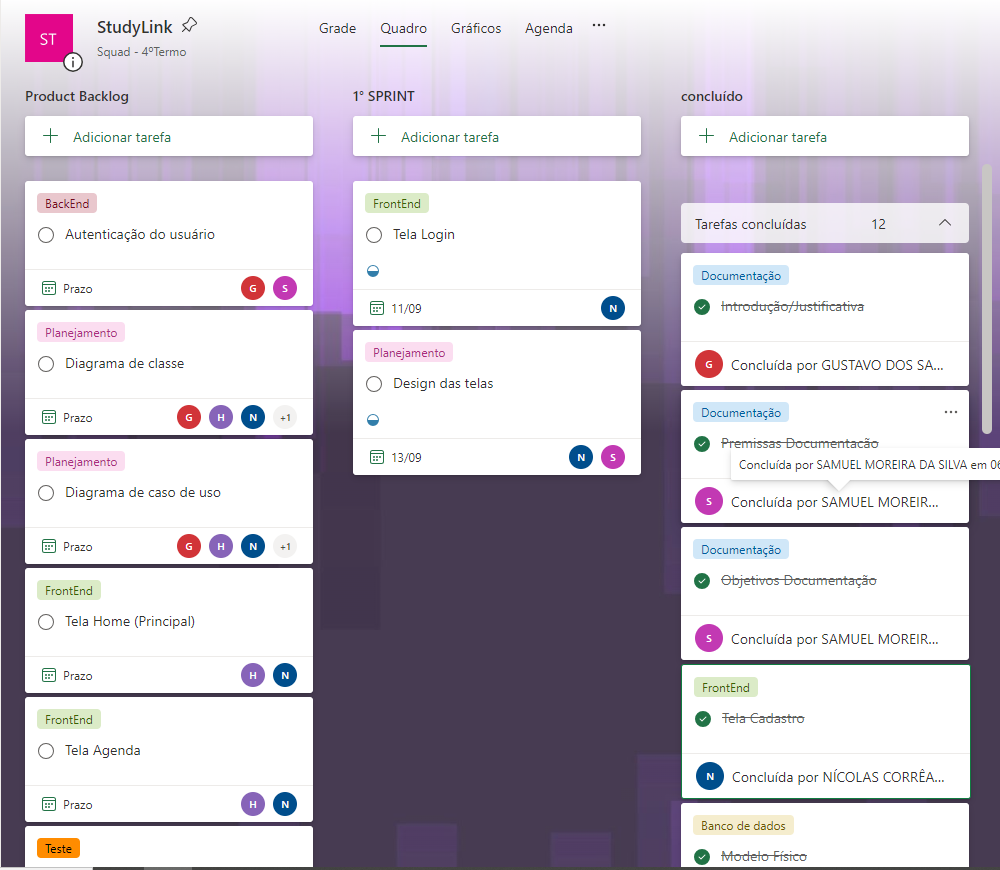 ST
StudyLink
Squad - 4ºTermo
Grade Quadro Gráficos Agenda ...
Product Backlog
Adicionar tarefa
BackEnd
Autenticação do usuário
Prazo
G S
Planejamento
Diagrama de classe
Prazo
G H N +1
Planejamento
Diagrama de caso de uso
Prazo
G H N +1
FrontEnd
Tela Home (Principal)
Prazo
H N
FrontEnd
Tela Agenda
Prazo
H N
Teste
1° SPRINT
Adicionar tarefa
FrontEnd
Tela Login
11/09
N
Planejamento
Design das telas
13/09
N S
concluído
Adicionar tarefa
Tarefas concluídas 12
Documentação
Introdução/Justificativa
G
Concluída por GUSTAVO DOS SA...
Documentação
...
Premissas Documentação
Concluída por SAMUEL MOREIRA DA SILVA em 06
S
Concluída por SAMUEL MOREIR...
Documentação
Objetivos Documentação
S
Concluída por SAMUEL MOREIR...
FrontEnd
Tela Cadastro
N
Concluída por NÍCOLAS CORRÊA...
Banco de dados
Modelo Físico